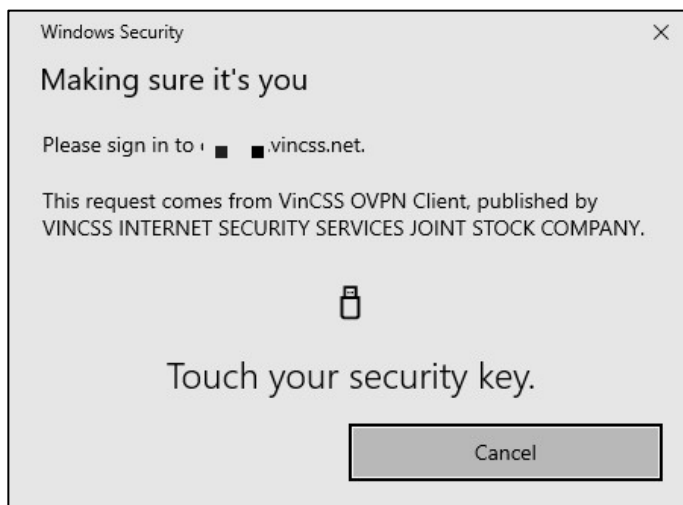 Windows Security
Making sure it's you
Please sign in to .vincss.net.
This request comes from VinCSS OVPN Client, published by
VINCSS INTERNET SECURITY SERVICES JOINT STOCK COMPANY.
Touch your security key.
Cancel